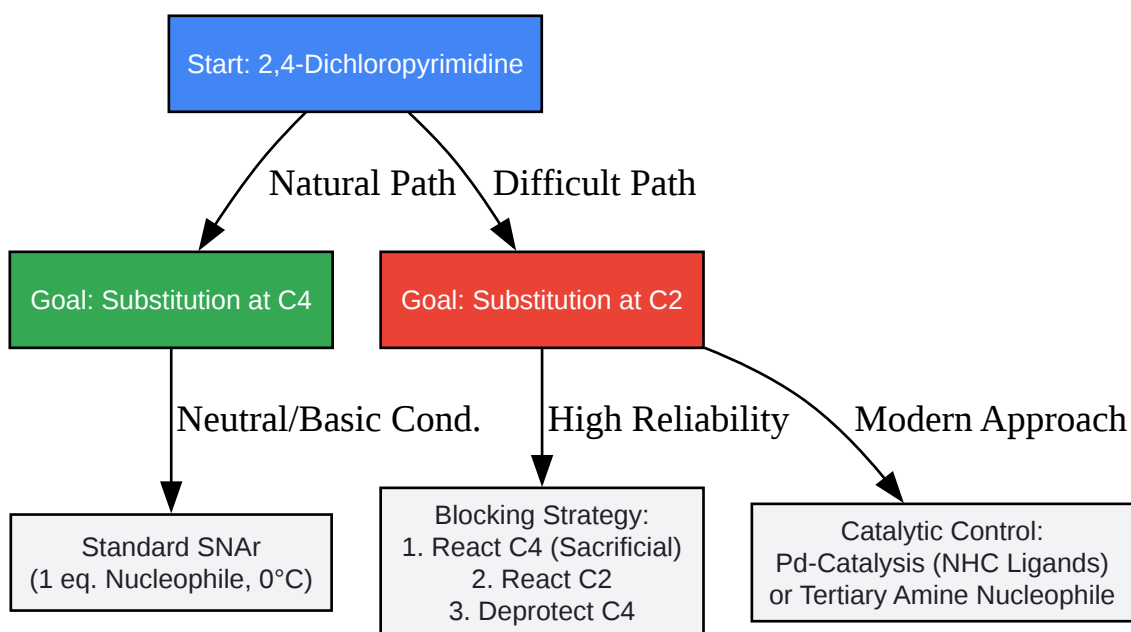 Start: 2,4-Dichloropyrimidine
Natural Path
Difficult Path
Goal: Substitution at C4
Goal: Substitution at C2
Neutral/Basic Cond.
High Reliability
Modern Approach
Standard SNAr
(1 eq. Nucleophile, 0°C)
Blocking Strategy:
1. React C4 (Sacrificial)
2. React C2
3. Deprotect C4
Catalytic Control:
Pd-Catalysis (NHC Ligands)
or Tertiary Amine Nucleophile